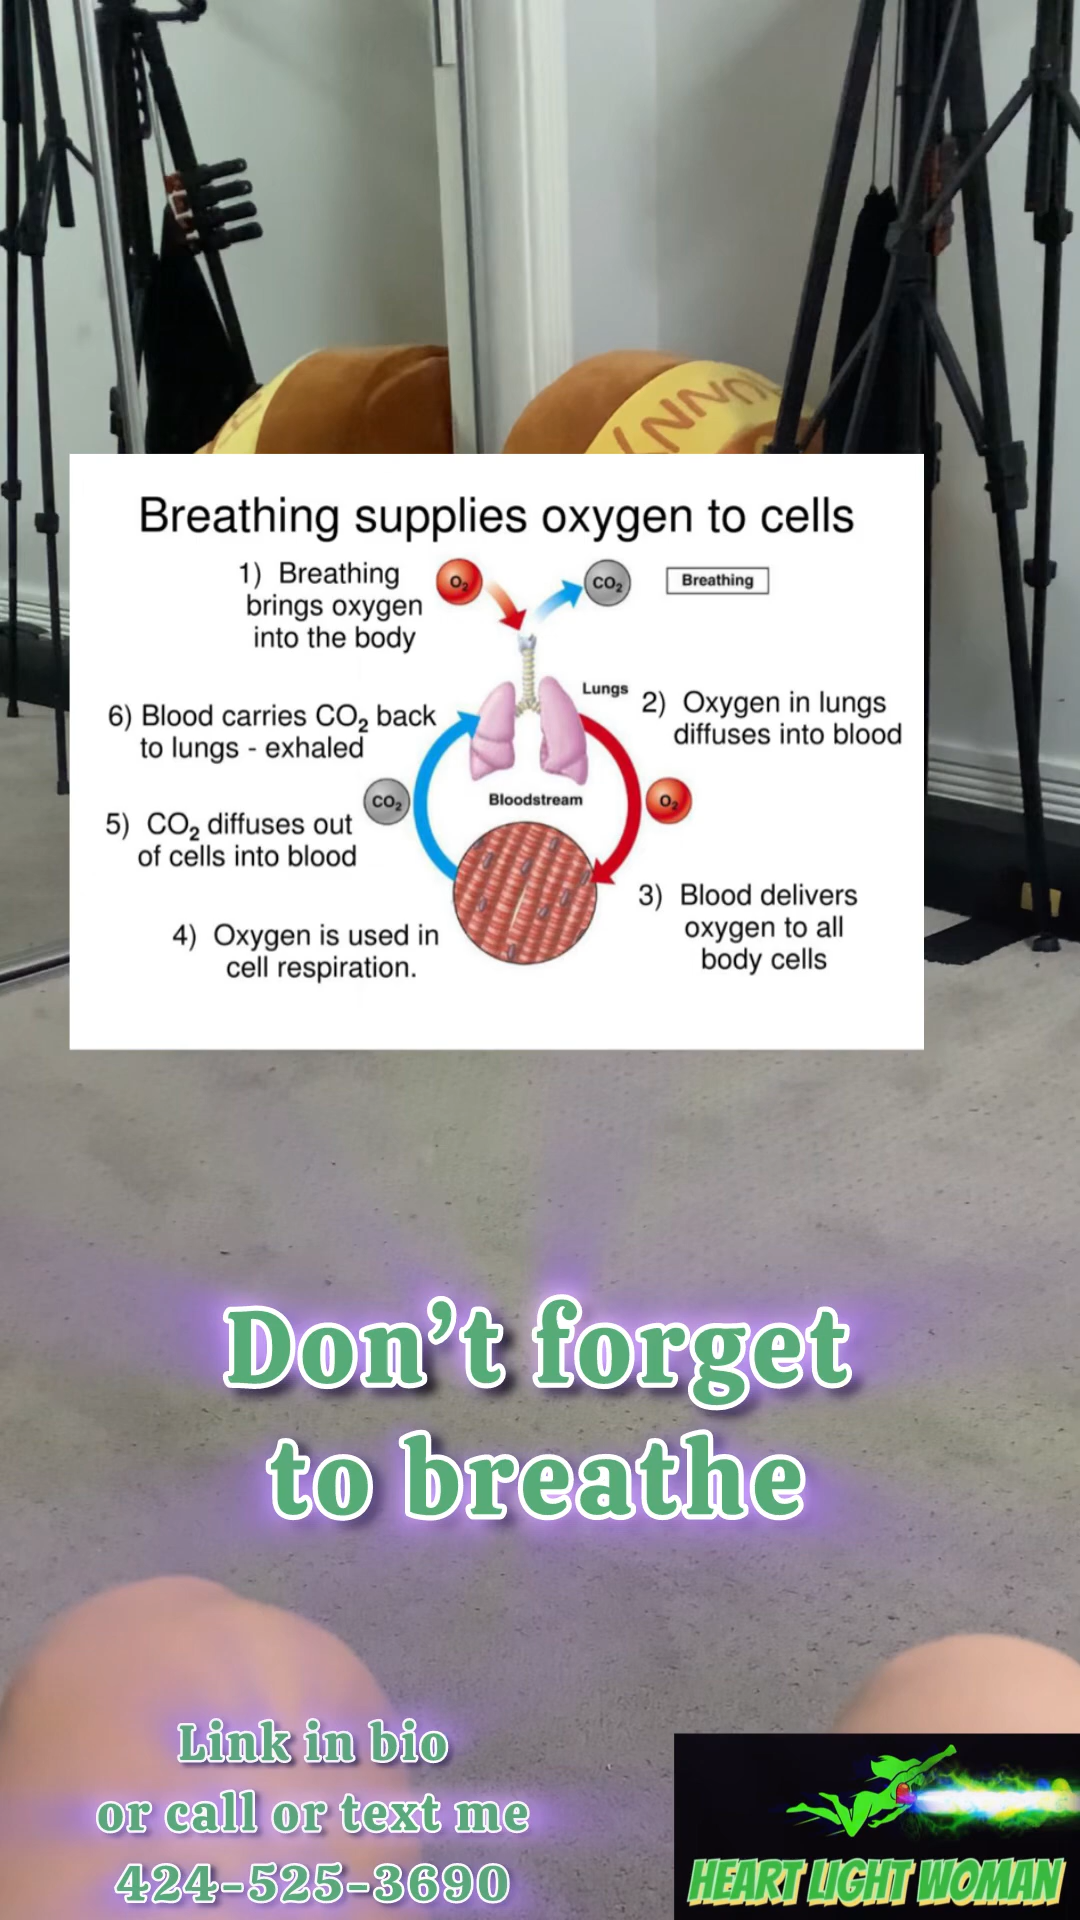 UNNY
Breathing supplies oxygen to cells
1) Breathing
brings oxygen
into the body
O2
CO2
Breathing
Lungs
2) Oxygen in lungs
diffuses into blood
6) Blood carries CO2 back
to lungs - exhaled
CO2
Bloodstream
O2
5) CO2 diffuses out
of cells into blood
3) Blood delivers
oxygen to all
body cells
4) Oxygen is used in
cell respiration.
Don't forget
to breathe
Link in bio
or call or text me
424-525-3690
HEART LIGHT WOMAN